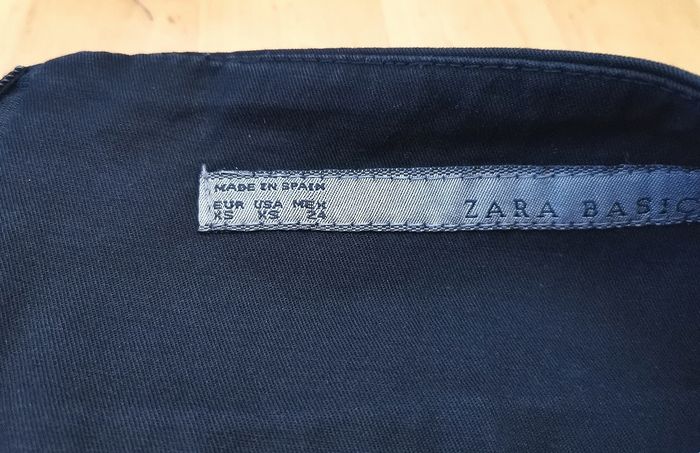 MADE IN SPAIN
EUR USA MEX
XS XS 24
ZARA BASIC